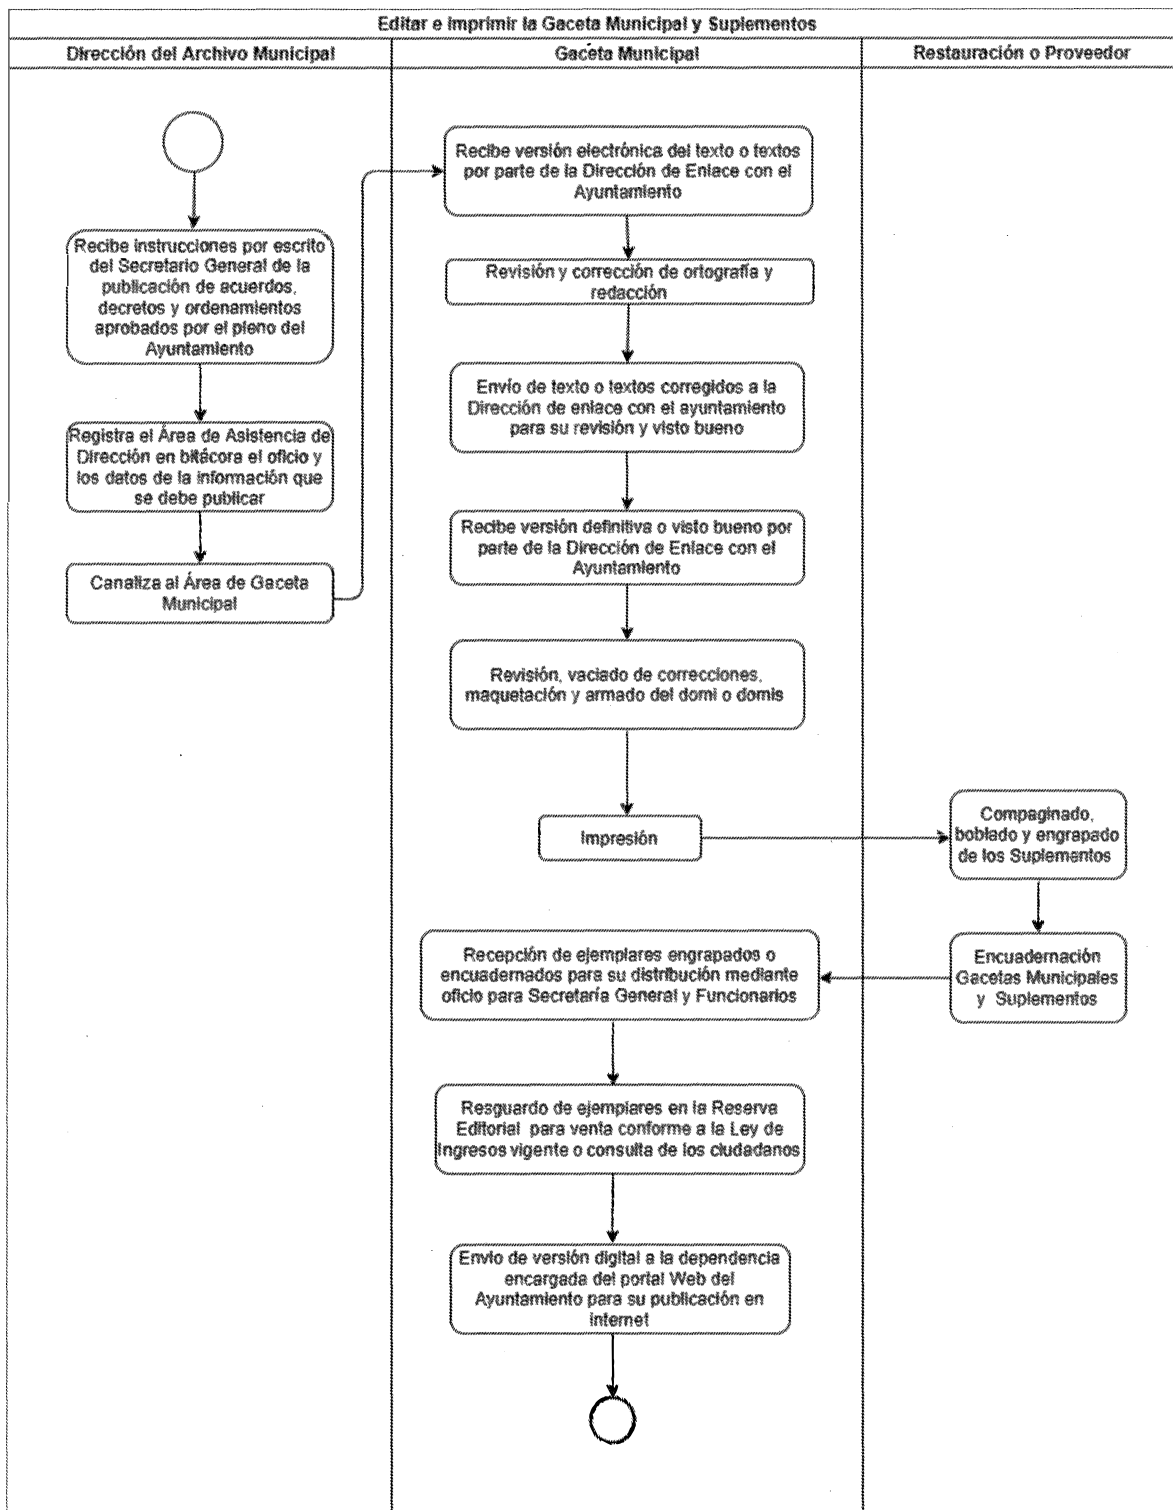 Editar e Imprimir la Gaceta Municipal y Suplementos
Dirección del Archivo Municipal
Gaceta Municipal
Restauración o Proveedor
Recibe instrucciones por escrito
del Secretario General de la
publicación de acuerdos,
decretos y ordenamientos
aprobados por el pleno del
Ayuntamiento
Registra el Área de Asistencia de
Dirección en bitácora el oficio y
los datos de la información que
se debe publicar
Canaliza al Área de Gaceta
Municipal
Recibe versión electrónica del texto o textos
por parte de la Dirección de Enlace con el
Ayuntamiento
Revisión y corrección de ortografía y
redacción
Envío de texto o textos corregidos a la
Dirección de enlace con el ayuntamiento
para su revisión y visto bueno
Recibe versión definitiva o visto bueno por
parte de la Dirección de Enlace con el
Ayuntamiento
Revisión, vaciado de correcciones,
maquetación y armado del domi o domis
Impresión
Compaginado,
boblado y engrapado
de los Suplementos
Encuadernación
Gacetas Municipales
y Suplementos
Recepción de ejemplares engrapados o
encuadernados para su distribución mediante
oficio para Secretaría General y Funcionarios
Resguardo de ejemplares en la Reserva
Editorial para venta conforme a la Ley de
Ingresos vigente o consulta de los ciudadanos
Envío de versión digital a la dependencia
encargada del portal Web del
Ayuntamiento para su publicación en
internet